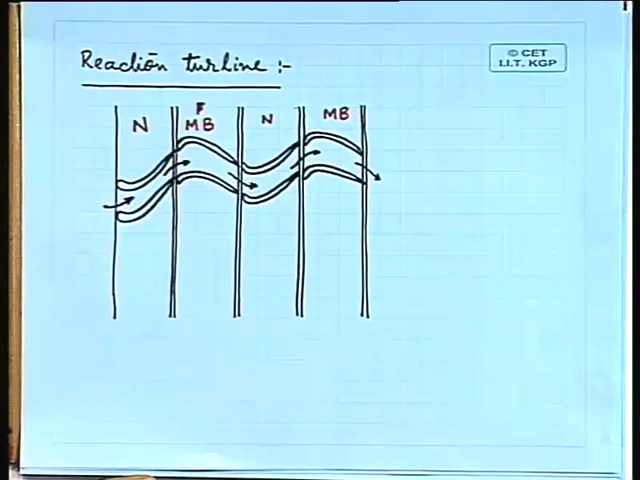 Reaction turbine :-
© CET
I.I.T. KGP
N
F
MB
N
MB